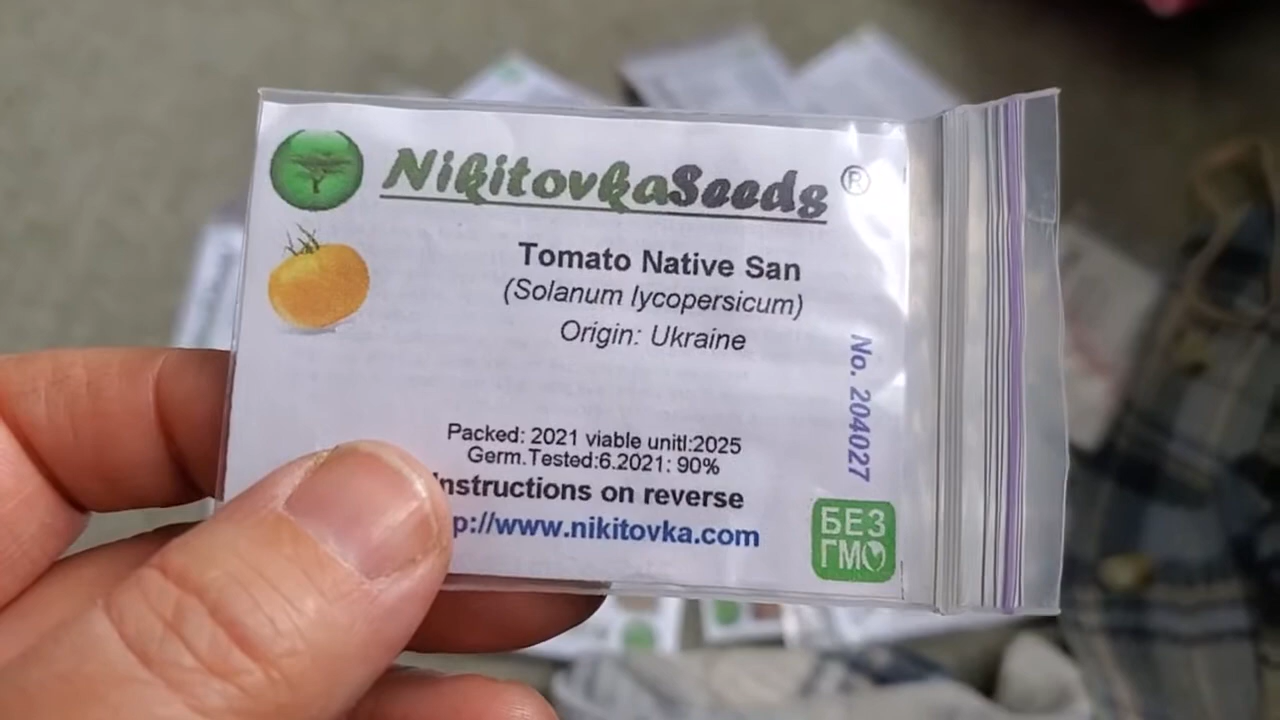 NikitovkaSeeds ®
Tomato Native San
(Solanum lycopersicum)
Origin: Ukraine
No. 204027
Packed: 2021 viable unitl:2025
Germ.Tested:6.2021: 90%
nstructions on reverse
p://www.nikitovka.com
БЕЗ
ГМО